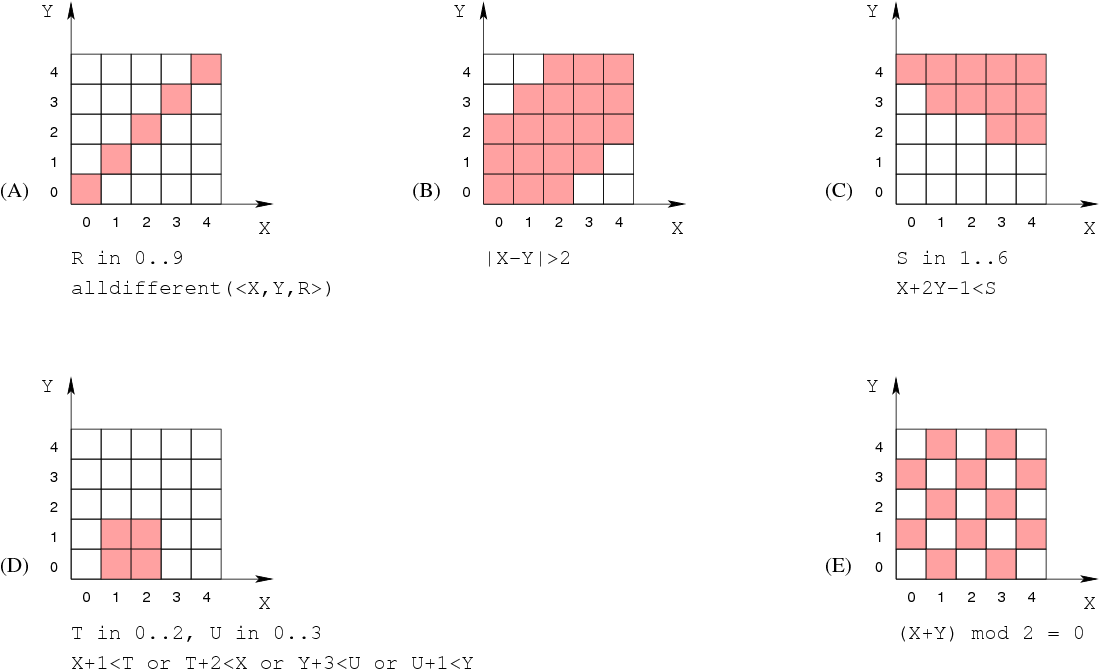 Y
4
3
2
1
(A) 0
0 1 2 3 4
X
R in 0..9
alldifferent(<X,Y,R>)
Y
4
3
2
1
(B) 0
0 1 2 3 4
X
|X-Y|>2
Y
4
3
2
1
(C) 0
0 1 2 3 4
X
S in 1..6
X+2Y-1<S
Y
4
3
2
1
(D) 0
0 1 2 3 4
X
T in 0..2, U in 0..3
X+1<T or T+2<X or Y+3<U or U+1<Y
Y
4
3
2
1
(E) 0
0 1 2 3 4
X
(X+Y) mod 2 = 0